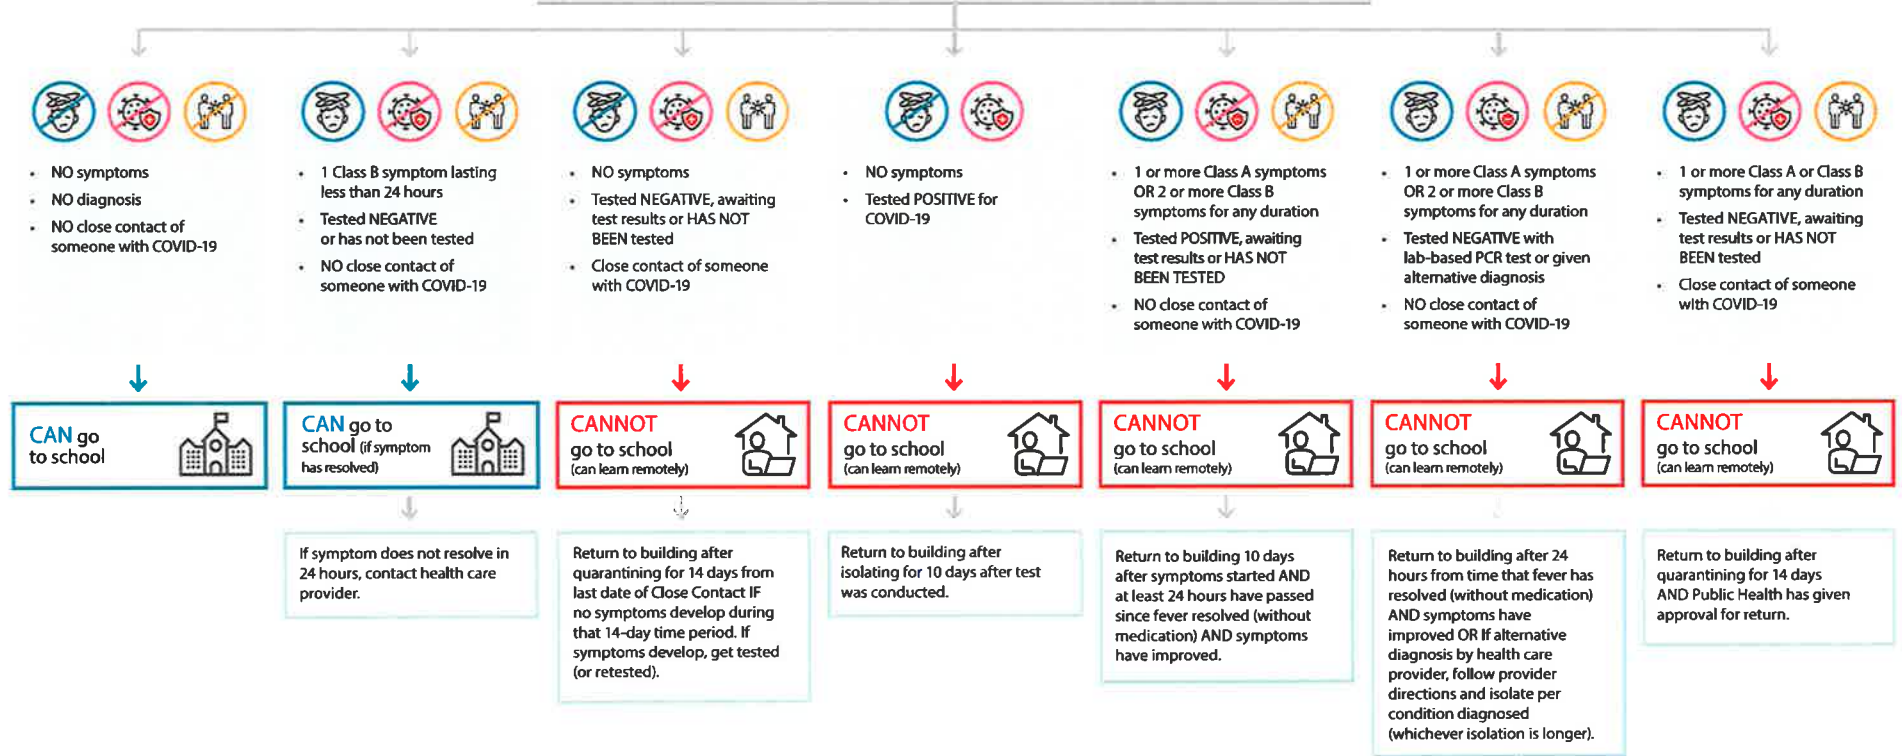 NO symptoms
NO diagnosis
NO close contact of
someone with COVID-19
CAN go
to school
1 Class B symptom lasting
less than 24 hours
Tested NEGATIVE
or has not been tested
NO close contact of
someone with COVID-19
CAN go to
school (if symptom
has resolved)
If symptom does not resolve in
24 hours, contact health care
provider.
NO symptoms
Tested NEGATIVE, awaiting
test results or HAS NOT
BEEN tested
Close contact of someone
with COVID-19
CANNOT
go to school
(can learn remotely)
Return to building after
quarantining for 14 days from
last date of Close Contact IF
no symptoms develop during
that 14-day time period. If
symptoms develop, get tested
(or retested).
NO symptoms
Tested POSITIVE for
COVID-19
CANNOT
go to school
(can learn remotely)
Return to building after
isolating for 10 days after test
was conducted.
1 or more Class A symptoms
OR 2 or more Class B
symptoms for any duration
Tested POSITIVE, awaiting
test results or HAS NOT
BEEN TESTED
NO close contact of
someone with COVID-19
CANNOT
go to school
(can learn remotely)
Return to building 10 days
after symptoms started AND
at least 24 hours have passed
since fever resolved (without
medication) AND symptoms
have improved.
1 or more Class A symptoms
OR 2 or more Class B
symptoms for any duration
Tested NEGATIVE with
lab-based PCR test or given
alternative diagnosis
NO close contact of
someone with COVID-19
CANNOT
go to school
(can learn remotely)
Return to building after 24
hours from time that fever has
resolved (without medication)
AND symptoms have
improved OR If alternative
diagnosis by health care
provider, follow provider
directions and isolate per
condition diagnosed
(whichever isolation is longer).
1 or more Class A or Class B
symptoms for any duration
Tested NEGATIVE, awaiting
test results or HAS NOT
BEEN tested
Close contact of someone
with COVID-19
CANNOT
go to school
(can learn remotely)
Return to building after
quarantining for 14 days
AND Public Health has given
approval for return.